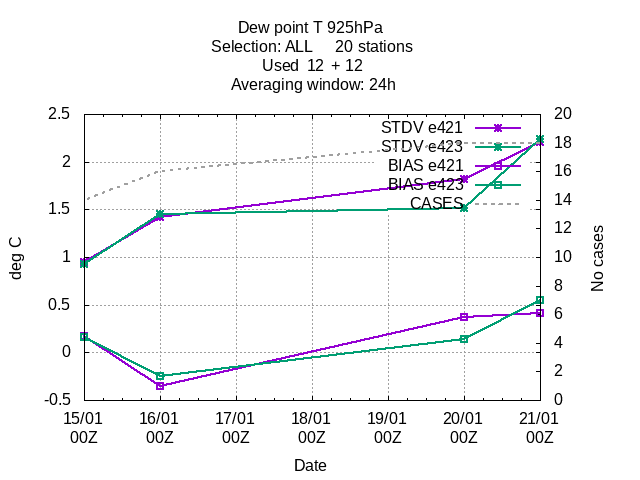 Dew point T 925hPa
Selection: ALL     20 stations
Used  12 + 12
Averaging window: 24h
2.5
2
1.5
1
0.5
0
-0.5
deg C
STDV e421
STDV e423
BIAS e421
BIAS e423
CASES
20
18
16
14
12
10
8
6
4
2
0
No cases
15/01 16/01 17/01 18/01 19/01 20/01 21/01
00Z 00Z 00Z 00Z 00Z 00Z 00Z
Date